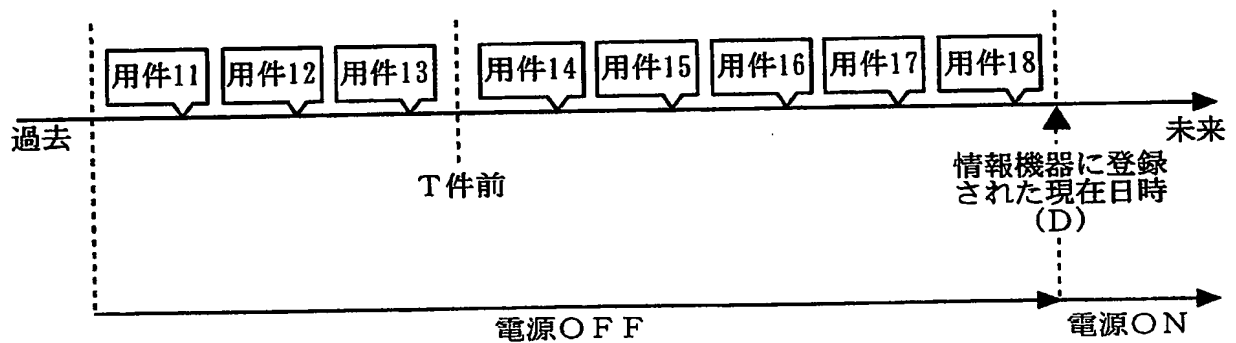 用件11 用件12 用件13 用件14 用件15 用件16 用件17 用件18
過去 未来
T件前
情報機器に登録
された現在日時
(D)
電源OFF 電源ON